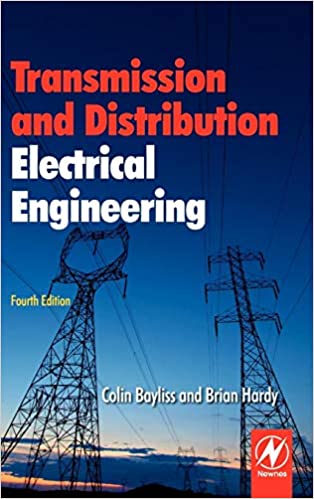 Transmission
and Distribution
Electrical
Engineering
Fourth Edition
Colin Bayliss and Brian Hardy
Newnes